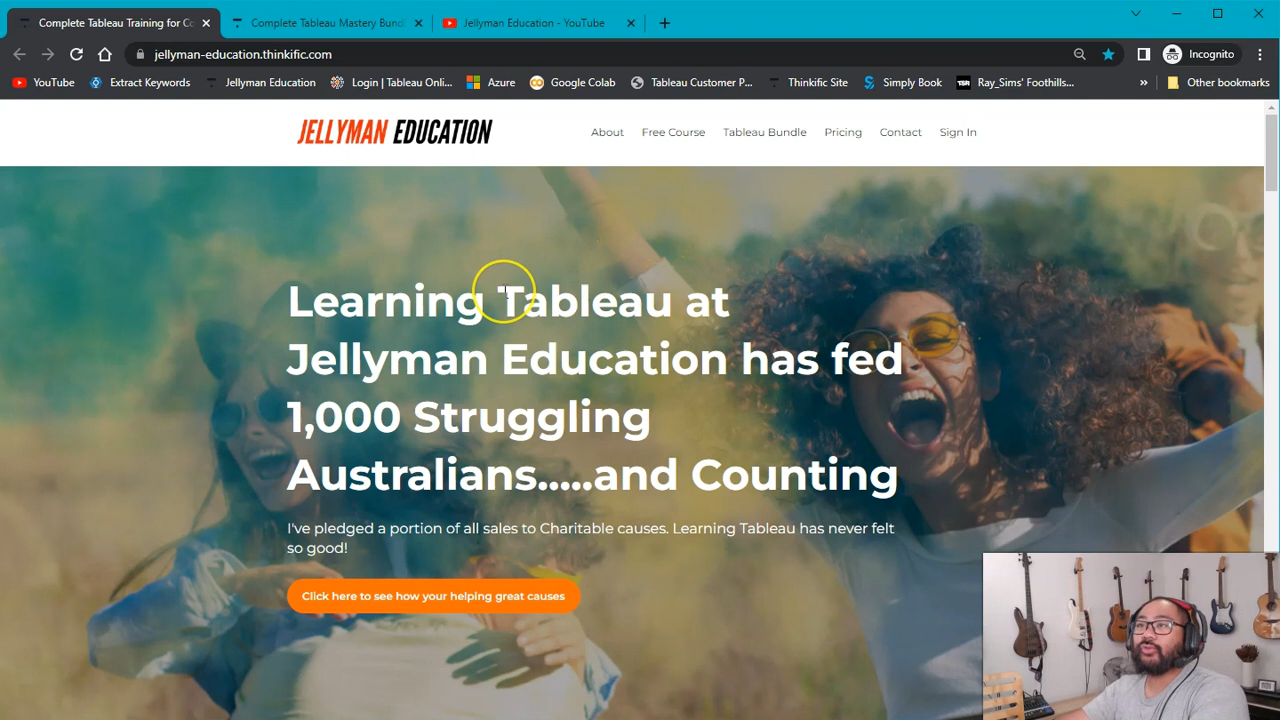 Complete Tableau Training for Co
Complete Tableau Mastery Bundl
Jellyman Education - YouTube
jellyman-education.thinkific.com
Incognito
YouTube
Extract Keywords
Jellyman Education
Login | Tableau Onli...
Azure
Google Colab
Tableau Customer P...
Thinkific Site
Simply Book
Ray_Sims' Foothills...
»
Other bookmarks
JELLYMAN EDUCATION
About
Free Course
Tableau Bundle
Pricing
Contact
Sign In
Learning Tableau at
Jellyman Education has fed
1,000 Struggling
Australians.....and Counting
I've pledged a portion of all sales to Charitable causes. Learning Tableau has never felt
so good!
Click here to see how your helping great causes